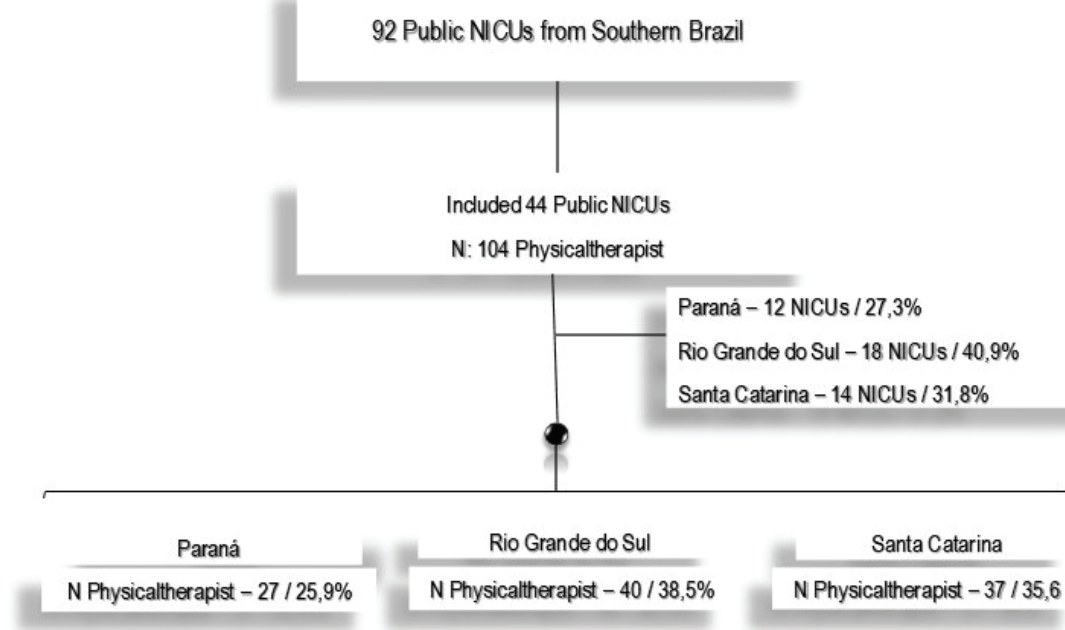 92 Public NICUs from Southern Brazil
Included 44 Public NICUs
N: 104 Physicaltherapist
Paraná – 12 NICUs / 27,3%
Rio Grande do Sul – 18 NICUs / 40,9%
Santa Catarina – 14 NICUs / 31,8%
Paraná
N Physicaltherapist – 27 / 25,9%
Rio Grande do Sul
N Physicaltherapist – 40 / 38,5%
Santa Catarina
N Physicaltherapist – 37 / 35,6